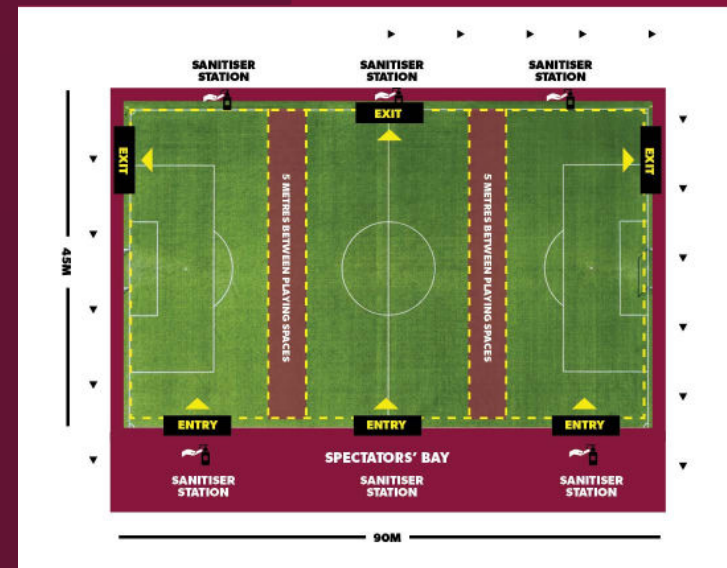 SANITISER
STATION
SANITISER
STATION
SANITISER
STATION
EXIT
EXIT
EXIT
5 METRES BETWEEN PLAYING SPACES
5 METRES BETWEEN PLAYING SPACES
45M
ENTRY
ENTRY
ENTRY
SPECTATORS’ BAY
SANITISER
STATION
SANITISER
STATION
SANITISER
STATION
90M